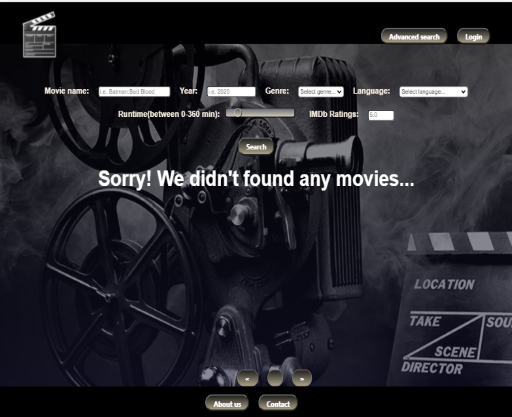 Advanced search Login
Movie name: i.e. Batman:Bad Blood Year: i.e. 2020 Genre: Select genre... Language: Select language...
Runtime(between 0-360 min): IMDb Ratings: 5.0
Search
Sorry! We didn't found any movies...
LOCATION
TAKE SOU
SCENE
DIRECTOR
« »
About us Contact